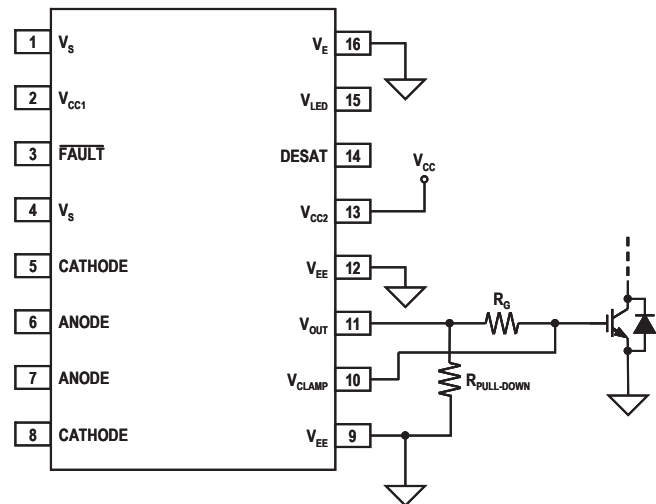 1 V_S V_E 16
2 V_CC1 V_LED 15
3 FAULT DESAT 14
V_CC
4 V_S V_CC2 13
5 CATHODE V_EE 12
R_G
6 ANODE V_OUT 11
7 ANODE V_CLAMP 10 R_PULL-DOWN
8 CATHODE V_EE 9